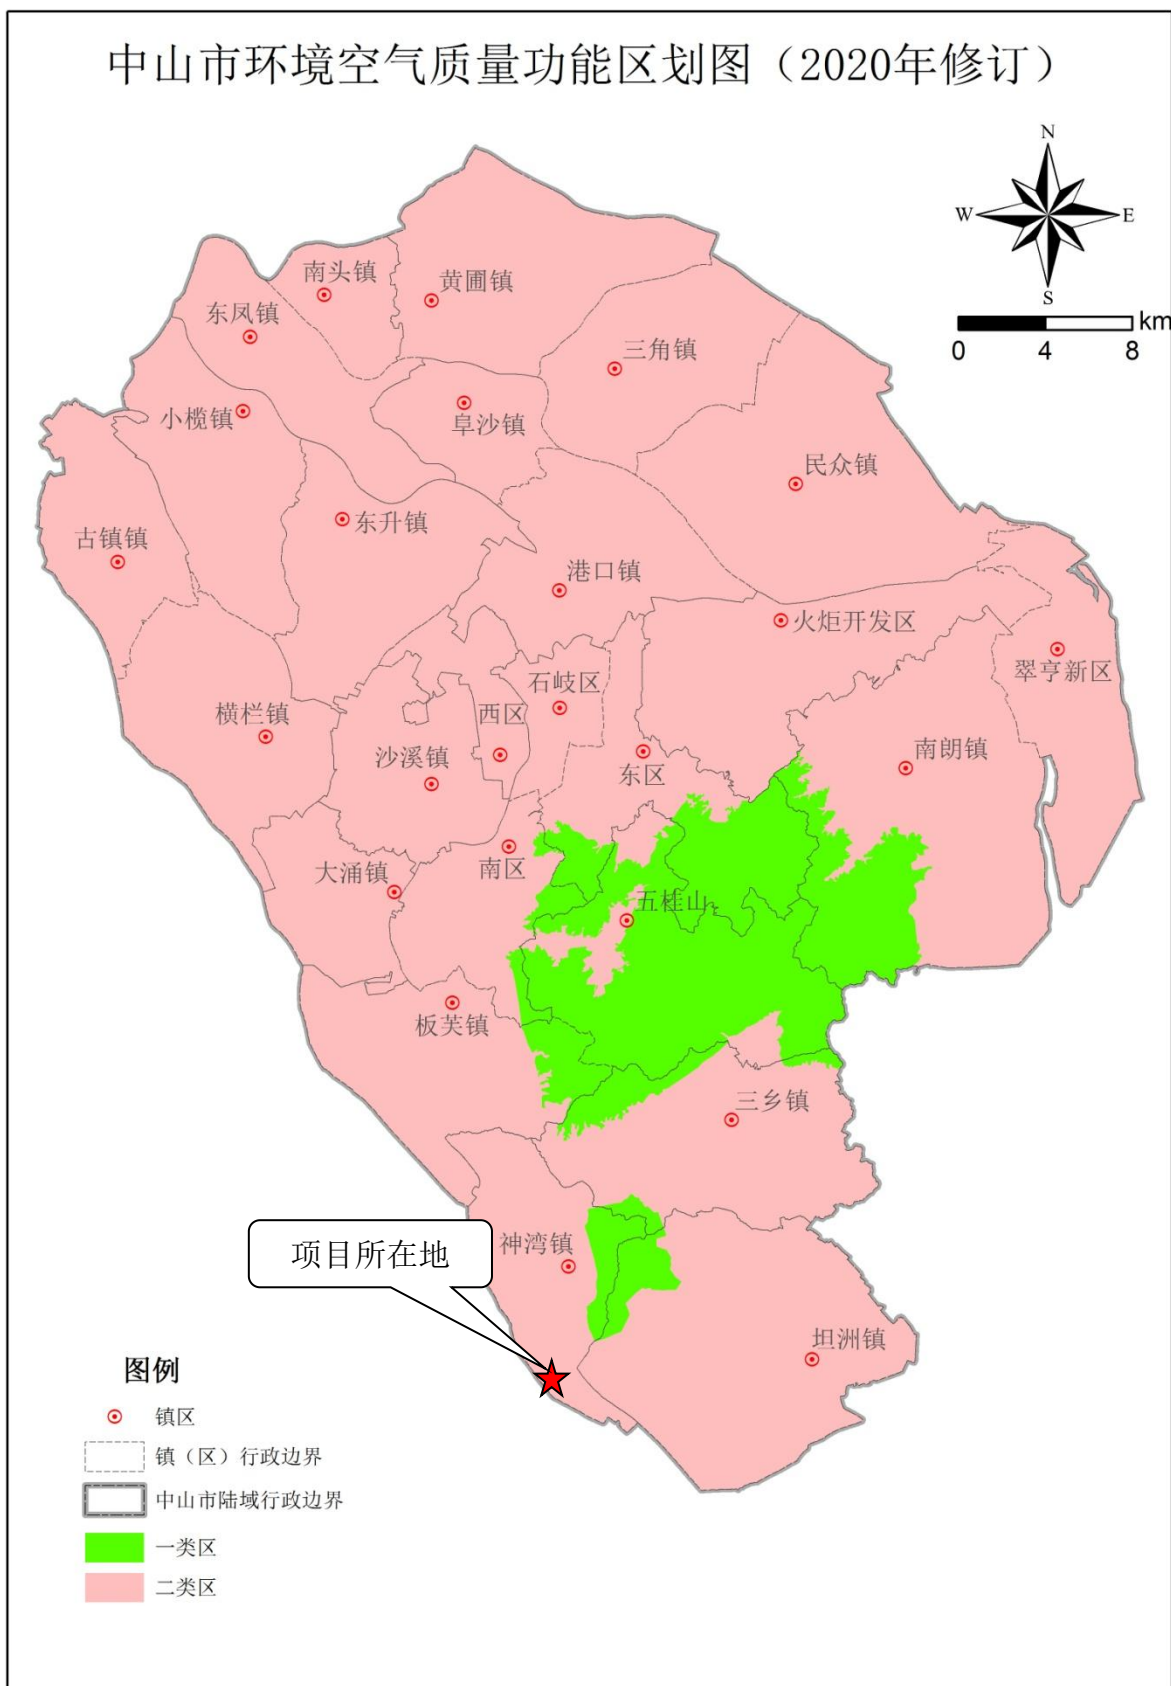 中山市环境空气质量功能区划图（2020年修订）
N
W
E
S
km
0
4
8
南头镇
黄圃镇
东凤镇
三角镇
小榄镇
阜沙镇
民众镇
东升镇
古镇镇
港口镇
火炬开发区
翠亨新区
石岐区
横栏镇
西区
沙溪镇
东区
南朗镇
南区
大涌镇
五桂山
板芙镇
三乡镇
神湾镇
项目所在地
坦洲镇
图例
镇区
镇（区）行政边界
中山市陆域行政边界
一类区
二类区